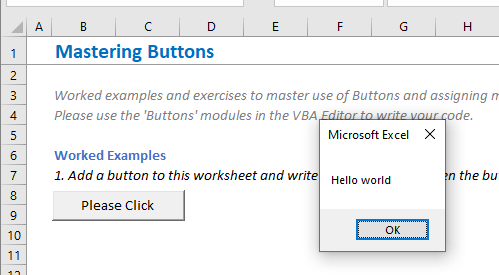 A B C D E F G H
1 Mastering Buttons
2
3 Worked examples and exercises to master use of Buttons and assigning
4 Please use the 'Buttons' modules in the VBA Editor to write your code.
5
6 Worked Examples
7 1. Add a button to this worksheet and write en the bu
8
9 Please Click
10
11
Microsoft Excel
Hello world
OK